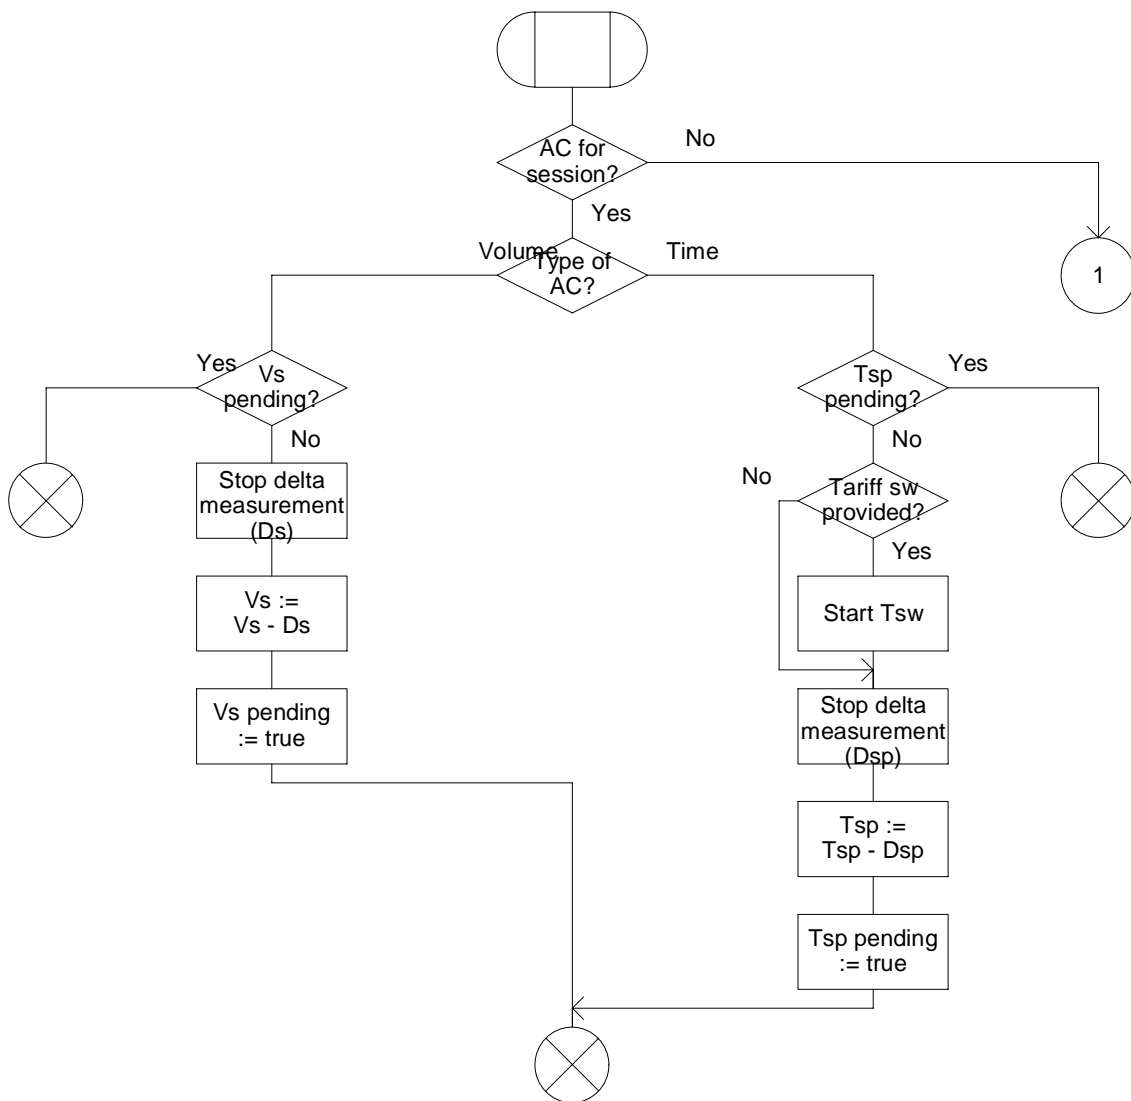 No
AC for
session?
Yes
Volume
Time
Type of
AC?
1
Yes
Vs
pending?
Tsp
pending?
Yes
No
No
Stop delta
measurement
(Ds)
No
Tariff sw
provided?
Yes
Vs :=
Vs - Ds
Start Tsw
Vs pending
:= true
Stop delta
measurement
(Dsp)
Tsp :=
Tsp - Dsp
Tsp pending
:= true